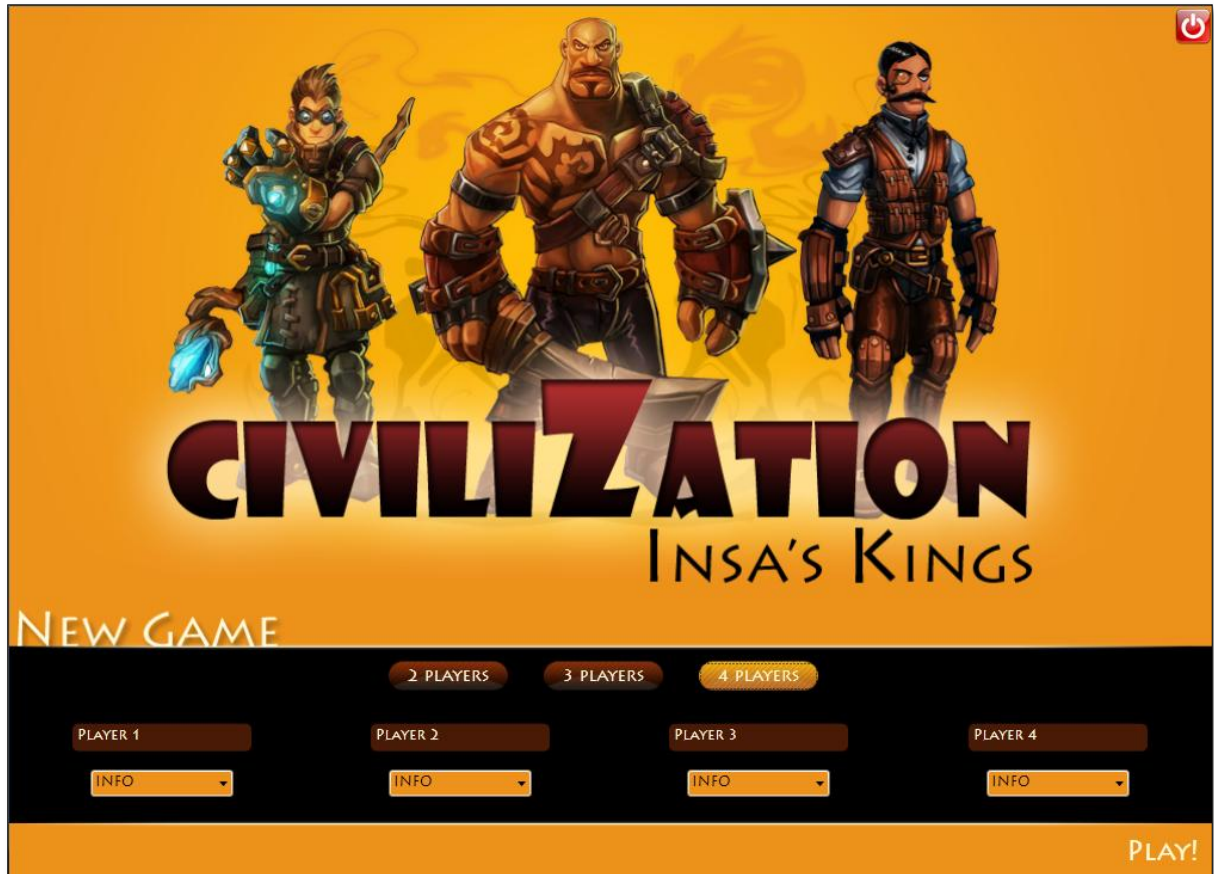 CIVILIZATION
INSA'S KINGS
NEW GAME
2 PLAYERS 3 PLAYERS 4 PLAYERS
PLAYER 1 PLAYER 2 PLAYER 3 PLAYER 4
INFO INFO INFO INFO
PLAY!